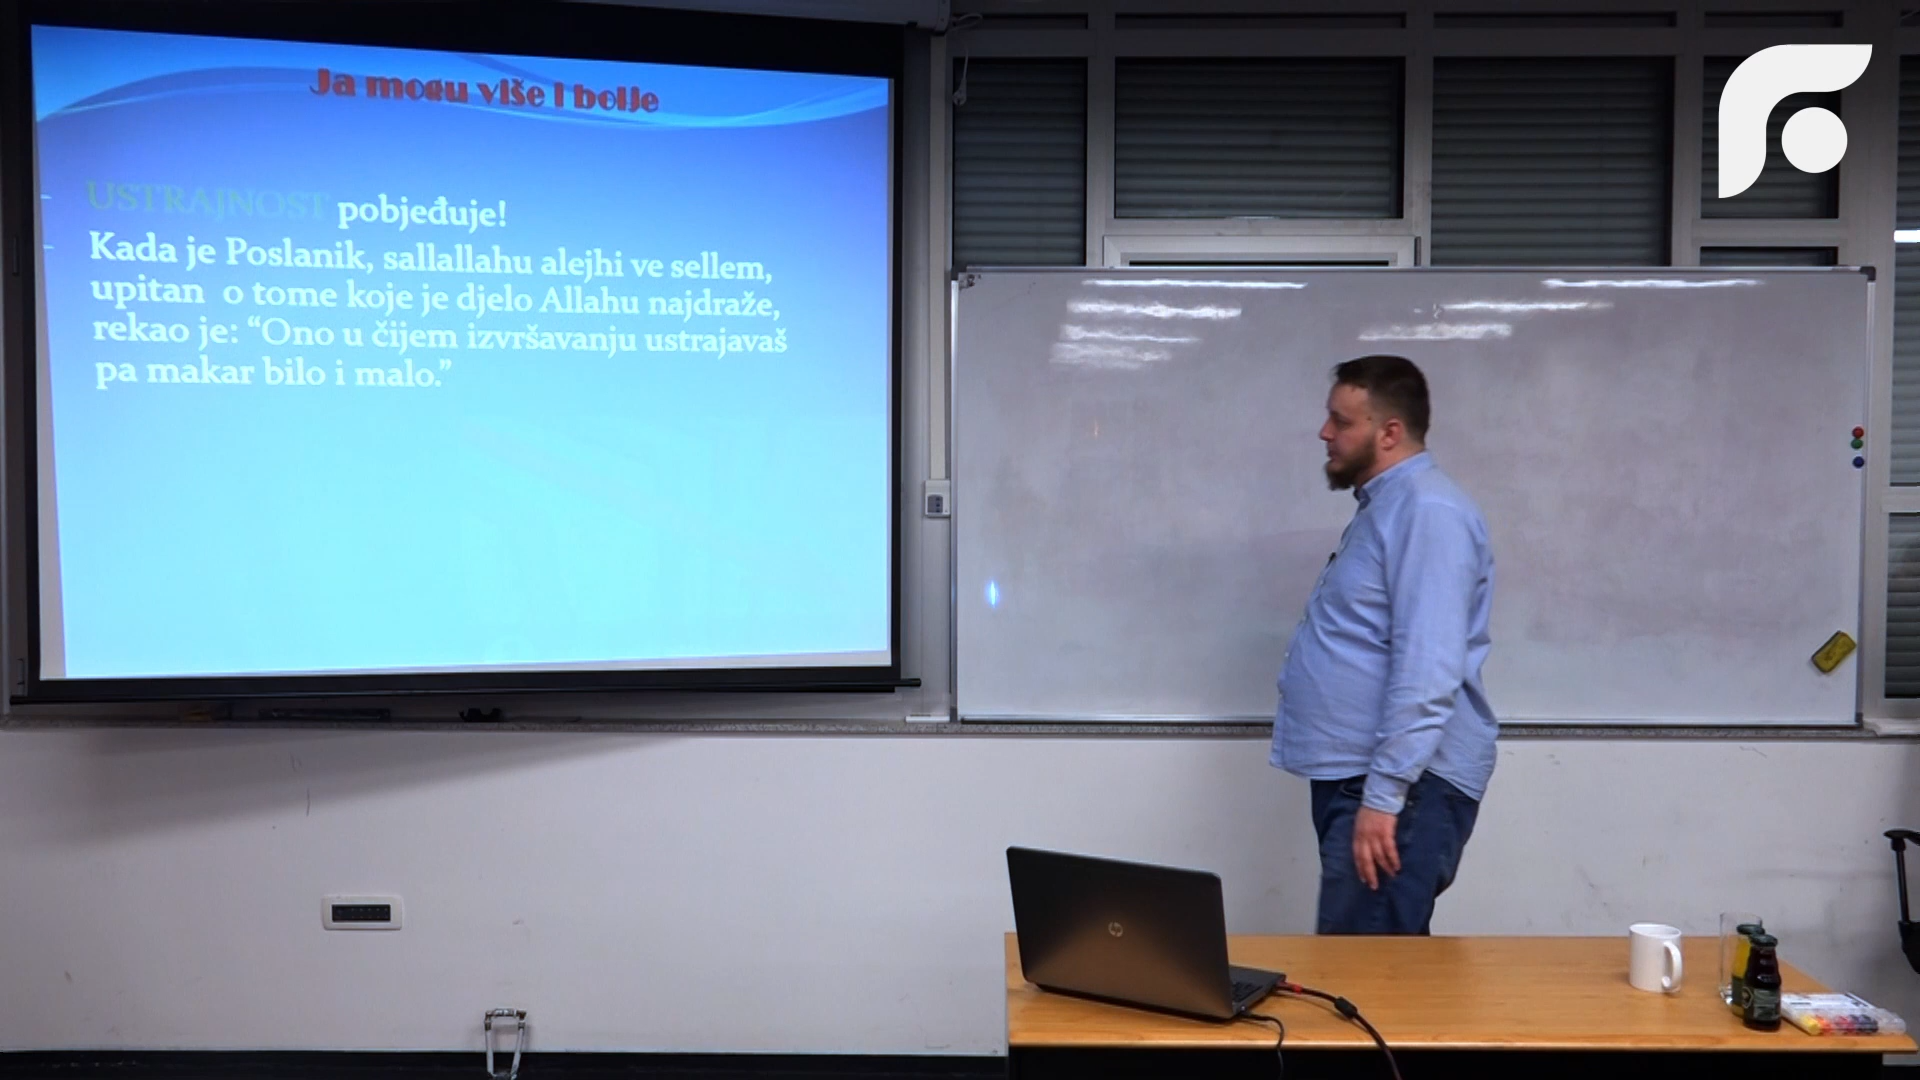 Ja mogu više I bolje
USTRAJNOST pobjeđuje!
Kada je Poslanik, sallallahu alejhi ve sellem,
upitan o tome koje je djelo Allahu najdraže,
rekao je: “Ono u čijem izvršavanju ustrajavaš
pa makar bilo i malo.”
hp